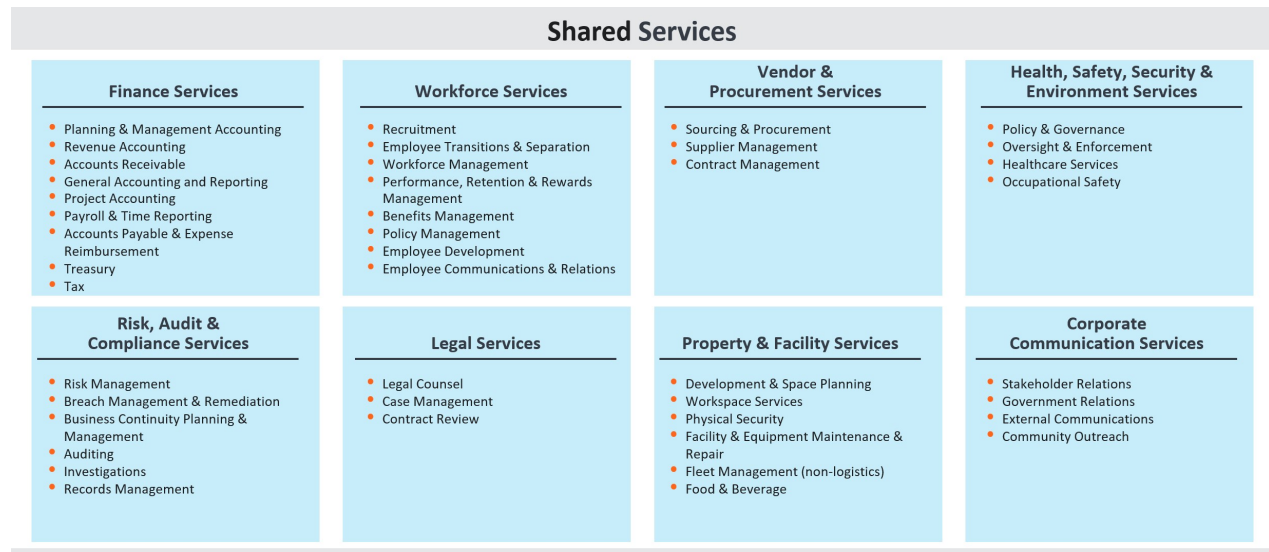 Shared Services
Finance Services
• Planning & Management Accounting
• Revenue Accounting
• Accounts Receivable
• General Accounting and Reporting
• Project Accounting
• Payroll & Time Reporting
• Accounts Payable & Expense
Reimbursement
• Treasury
• Tax
Workforce Services
• Recruitment
• Employee Transitions & Separation
• Workforce Management
• Performance, Retention & Rewards
Management
• Benefits Management
• Policy Management
• Employee Development
• Employee Communications & Relations
Vendor &
Procurement Services
• Sourcing & Procurement
• Supplier Management
• Contract Management
Health, Safety, Security &
Environment Services
• Policy & Governance
• Oversight & Enforcement
• Healthcare Services
• Occupational Safety
Risk, Audit &
Compliance Services
• Risk Management
• Breach Management & Remediation
• Business Continuity Planning &
Management
• Auditing
• Investigations
• Records Management
Legal Services
• Legal Counsel
• Case Management
• Contract Review
Property & Facility Services
• Development & Space Planning
• Workspace Services
• Physical Security
• Facility & Equipment Maintenance &
Repair
• Fleet Management (non-logistics)
• Food & Beverage
Corporate
Communication Services
• Stakeholder Relations
• Government Relations
• External Communications
• Community Outreach